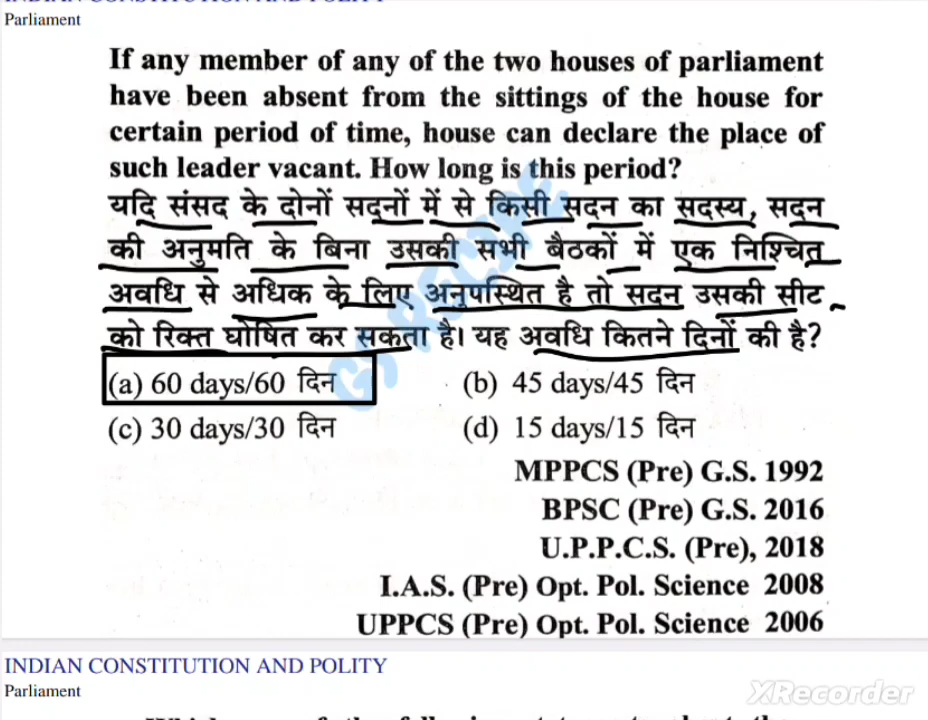 Parliament
If any member of any of the two houses of parliament
have been absent from the sittings of the house for
certain period of time, house can declare the place of
such leader vacant. How long is this period?
यदि संसद के दोनों सदनों में से किसी सदन का सदस्य, सदन
की अनुमति के बिना उसकी सभी बैठकों में एक निश्चित
अवधि से अधिक के लिए अनुपस्थित है तो सदन उसकी सीट
को रिक्त घोषित कर सकता है। यह अवधि कितने दिनों की है?
(a) 60 days/60 दिन (b) 45 days/45 दिन
(c) 30 days/30 दिन (d) 15 days/15 दिन
MPPCS (Pre) G.S. 1992
BPSC (Pre) G.S. 2016
U.P.P.C.S. (Pre), 2018
I.A.S. (Pre) Opt. Pol. Science 2008
UPPCS (Pre) Opt. Pol. Science 2006
INDIAN CONSTITUTION AND POLITY
Parliament
XRecorder